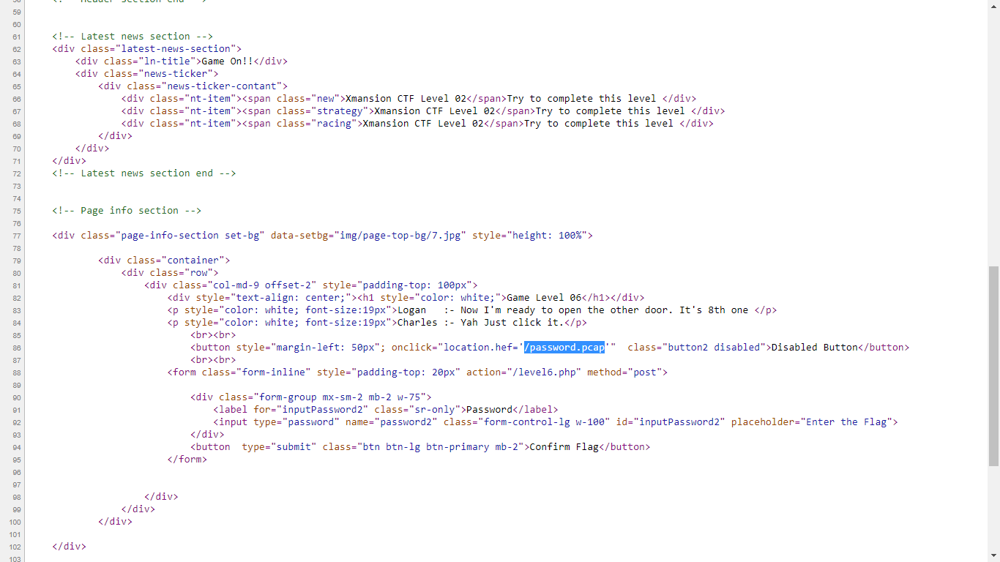 58 <!-- Header section end -->
59
60
61 <!-- Latest news section -->
62 <div class="latest-news-section">
63 <div class="ln-title">Game On!!</div>
64 <div class="news-ticker">
65 <div class="news-ticker-contant">
66 <div class="nt-item"><span class="new">Xmansion CTF Level 02</span>Try to complete this level </div>
67 <div class="nt-item"><span class="strategy">Xmansion CTF Level 02</span>Try to complete this level </div>
68 <div class="nt-item"><span class="racing">Xmansion CTF Level 02</span>Try to complete this level </div>
69 </div>
70 </div>
71 </div>
72 <!-- Latest news section end -->
73
74
75 <!-- Page info section -->
76
77 <div class="page-info-section set-bg" data-setbg="img/page-top-bg/7.jpg" style="height: 100%">
78
79 <div class="container">
80 <div class="row">
81 <div class="col-md-9 offset-2" style="padding-top: 100px">
82 <div style="text-align: center;"><h1 style="color: white;">Game Level 06</h1></div>
83 <p style="color: white; font-size:19px">Logan   :- Now I'm ready to open the other door. It's 8th one </p>
84 <p style="color: white; font-size:19px">Charles :- Yah Just click it.</p>
85 <br><br>
86 <button style="margin-left: 50px"; onclick="location.hef='/password.pcap'"  class="button2 disabled">Disabled Button</button>
87 <br><br>
88 <form class="form-inline" style="padding-top: 20px" action="/level6.php" method="post">
89
90 <div class="form-group mx-sm-2 mb-2 w-75">
91 <label for="inputPassword2" class="sr-only">Password</label>
92 <input type="password" name="password2" class="form-control-lg w-100" id="inputPassword2" placeholder="Enter the Flag">
93 </div>
94 <button  type="submit" class="btn btn-lg btn-primary mb-2">Confirm Flag</button>
95 </form>
96
97
98 </div>
99 </div>
100 </div>
101
102 </div>
103